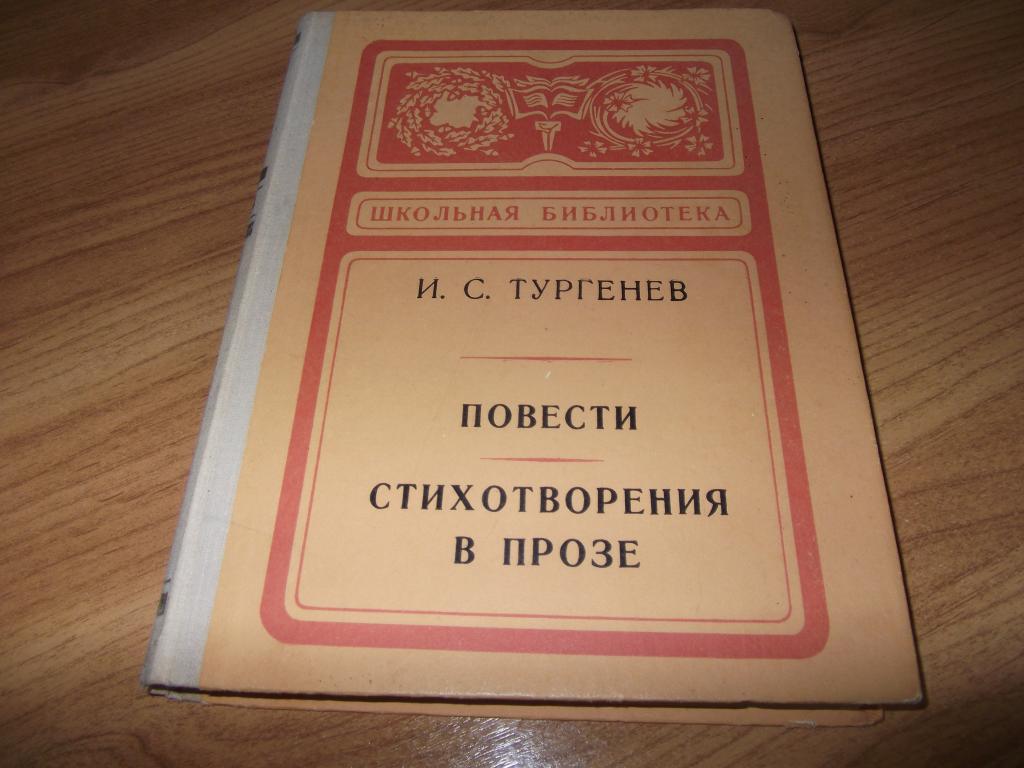 ШКОЛЬНАЯ БИБЛИОТЕКА
И. С. ТУРГЕНЕВ
ПОВЕСТИ
СТИХОТВОРЕНИЯ
В ПРОЗЕ